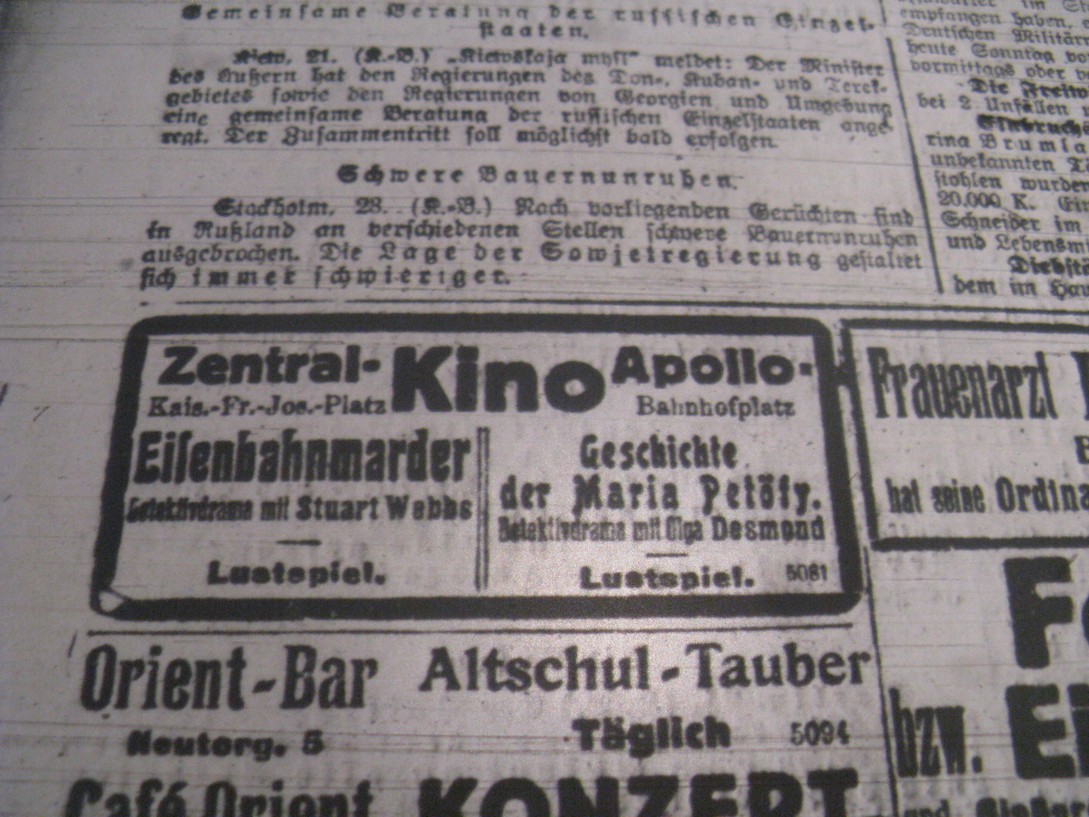 Gemeinsame Beratung der russischen Einzel-
staaten.
Kiew, 21. (K.-B.) „Kiewskaja mysl“ meldet: Der Minister
des Äußern hat den Regierungen des Don-, Kuban- und Terek-
gebietes sowie den Regierungen von Georgien und Umgebung
eine gemeinsame Beratung der russischen Einzelstaaten ange-
regt. Der Zusammentritt soll möglichst bald erfolgen.
Schwere Bauernunruhen.
Stockholm, 23. (K.-B.) Nach vorliegenden Gerüchten sind
in Rußland an verschiedenen Stellen schwere Bauernunruhen
ausgebrochen. Die Lage der Sowjetregierung gestaltet
sich immer schwieriger.
empfangen haben,
Deutschen Militär
heute Sonntag
vormittags oder
Die
bei 2 Unfällen
rina Brumla
unbekannten
stohlen wurden
20.000 K.
Schneider im
und Lebensm
Diebstä
dem im Hau
Zentral- Kino Apollo-
Kais.-Fr.-Jos.-Platz Bahnhofplatz
Eisenbahnmarder
Detektivdrama mit Stuart Webbs
Lustspiel.
Geschichte
der Maria Petöfy.
Detektivdrama mit Olga Desmond
Lustspiel. 5081
Frauenarzt
hat seine Ordina
Orient-Bar Altschul-Tauber
Neutorg. 5 Täglich 5094
Café Orient KONZERT
F
bzw. E